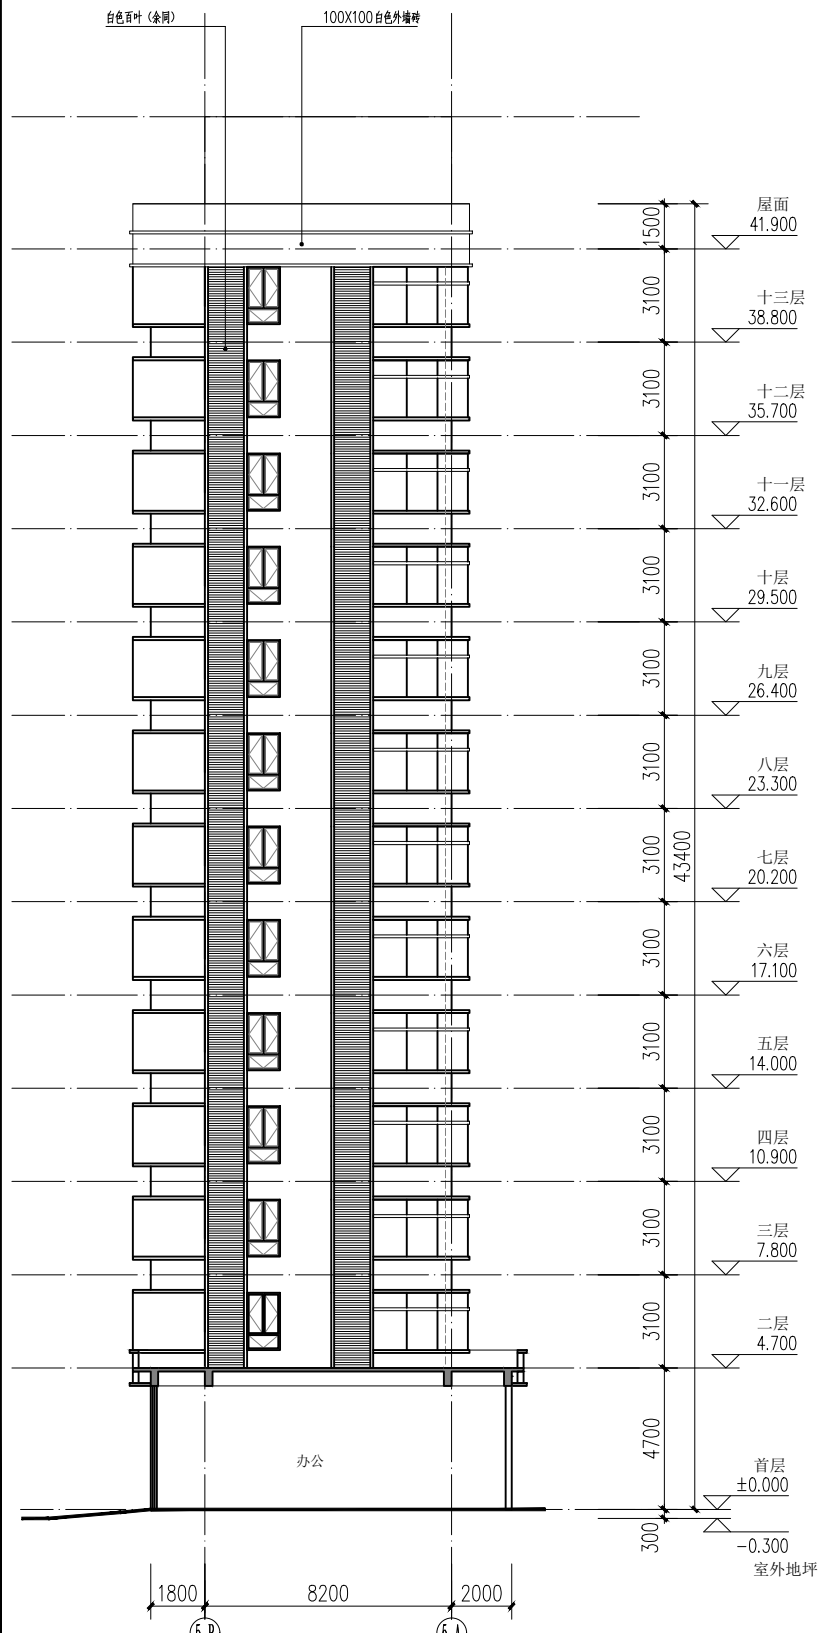 白色百叶（余同）
100X100白色外墙砖
1500
屋面
41.900
3100
十三层
38.800
3100
十二层
35.700
3100
十一层
32.600
3100
十层
29.500
3100
九层
26.400
3100
八层
23.300
3100
43400
七层
20.200
3100
六层
17.100
3100
五层
14.000
3100
四层
10.900
3100
三层
7.800
3100
二层
4.700
4700
办公
首层
±0.000
300
-0.300
室外地坪
1800
8200
2000